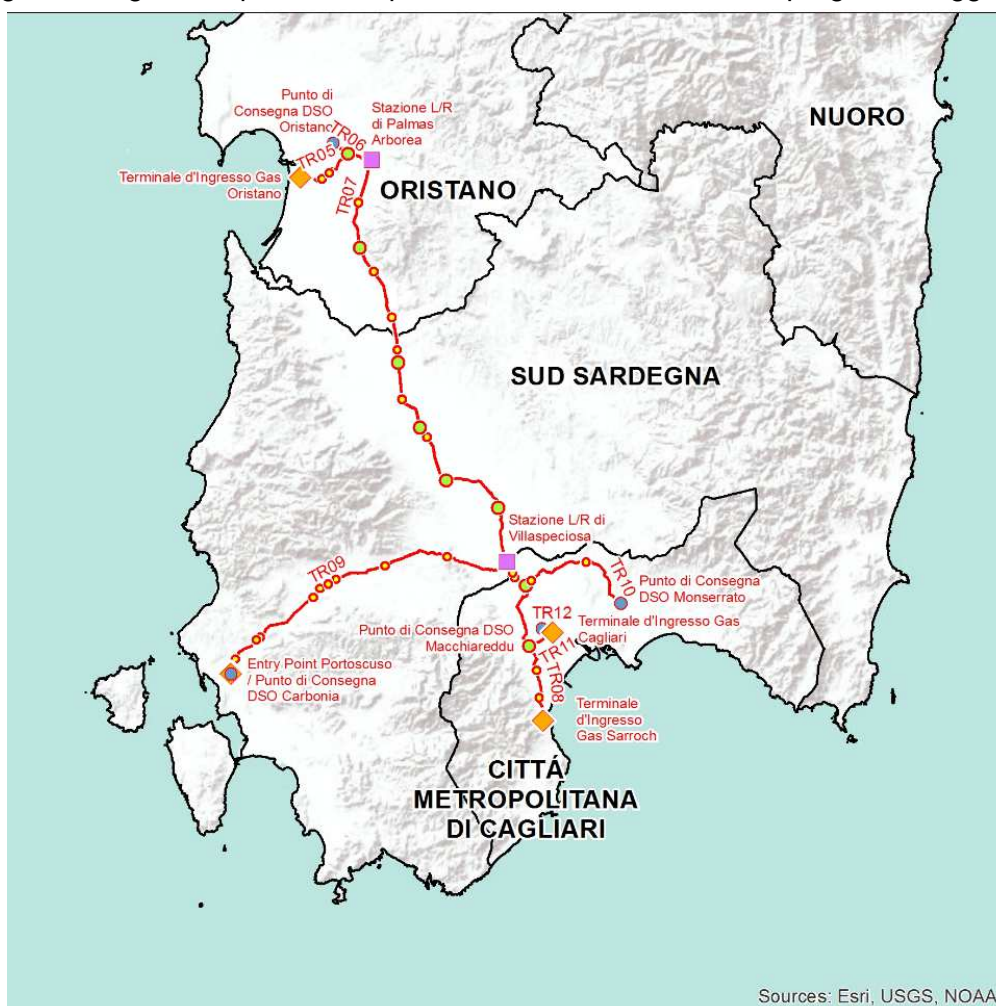 NUORO
Punto di
Consegna DSO
Oristano
Stazione L/R
di Palmas
Arborea
TR06
TR05
Terminale d'Ingresso Gas
Oristano
TR07
ORISTANO
SUD SARDEGNA
Stazione L/R di
Villaspeciosa
TR09
TR10
Punto di Consegna
DSO Monserrato
TR12
Terminale d'Ingresso Gas
Cagliari
Punto di Consegna DSO
Macchiareddu
TR11
TR08
Entry Point Portoscuso
/ Punto di Consegna
DSO Carbonia
Terminale
d'Ingresso
Gas Sarroch
CITTÁ
METROPOLITANA
DI CAGLIARI
Sources: Esri, USGS, NOAA